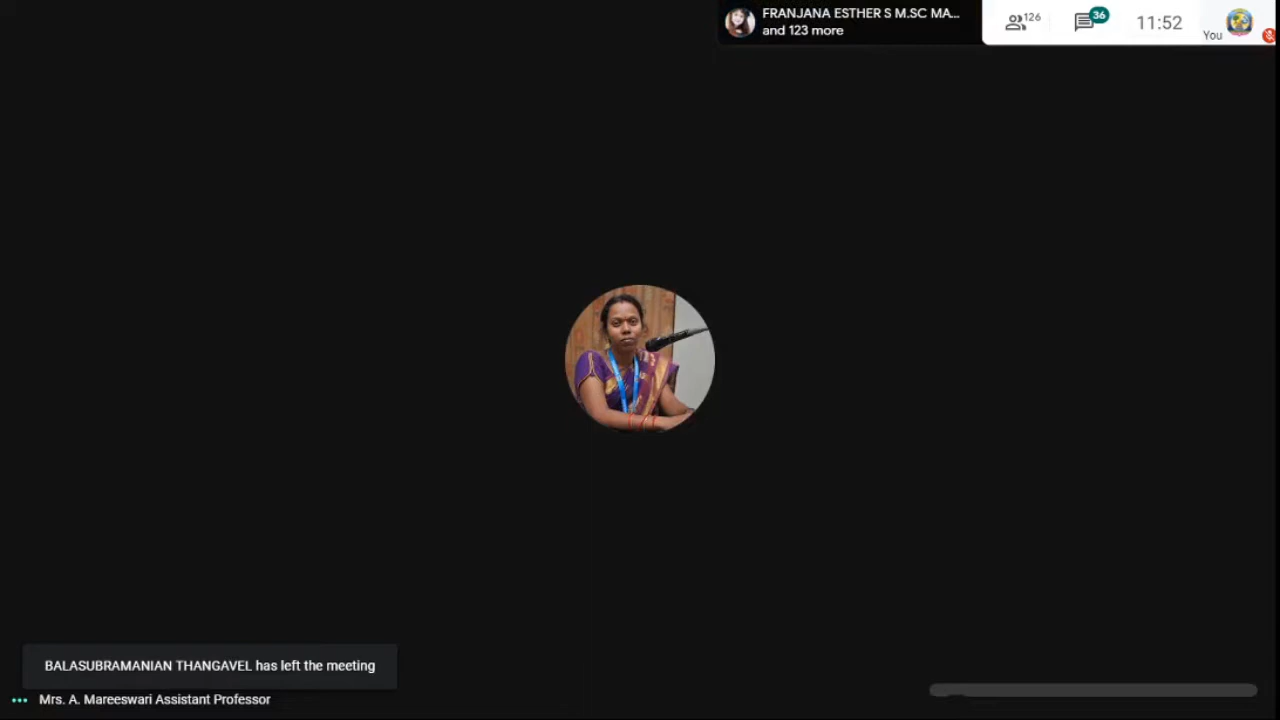 FRANJANA ESTHER S M.SC MA...
and 123 more
126
36
11:52
You
BALASUBRAMANIAN THANGAVEL has left the meeting
Mrs. A. Mareeswari Assistant Professor